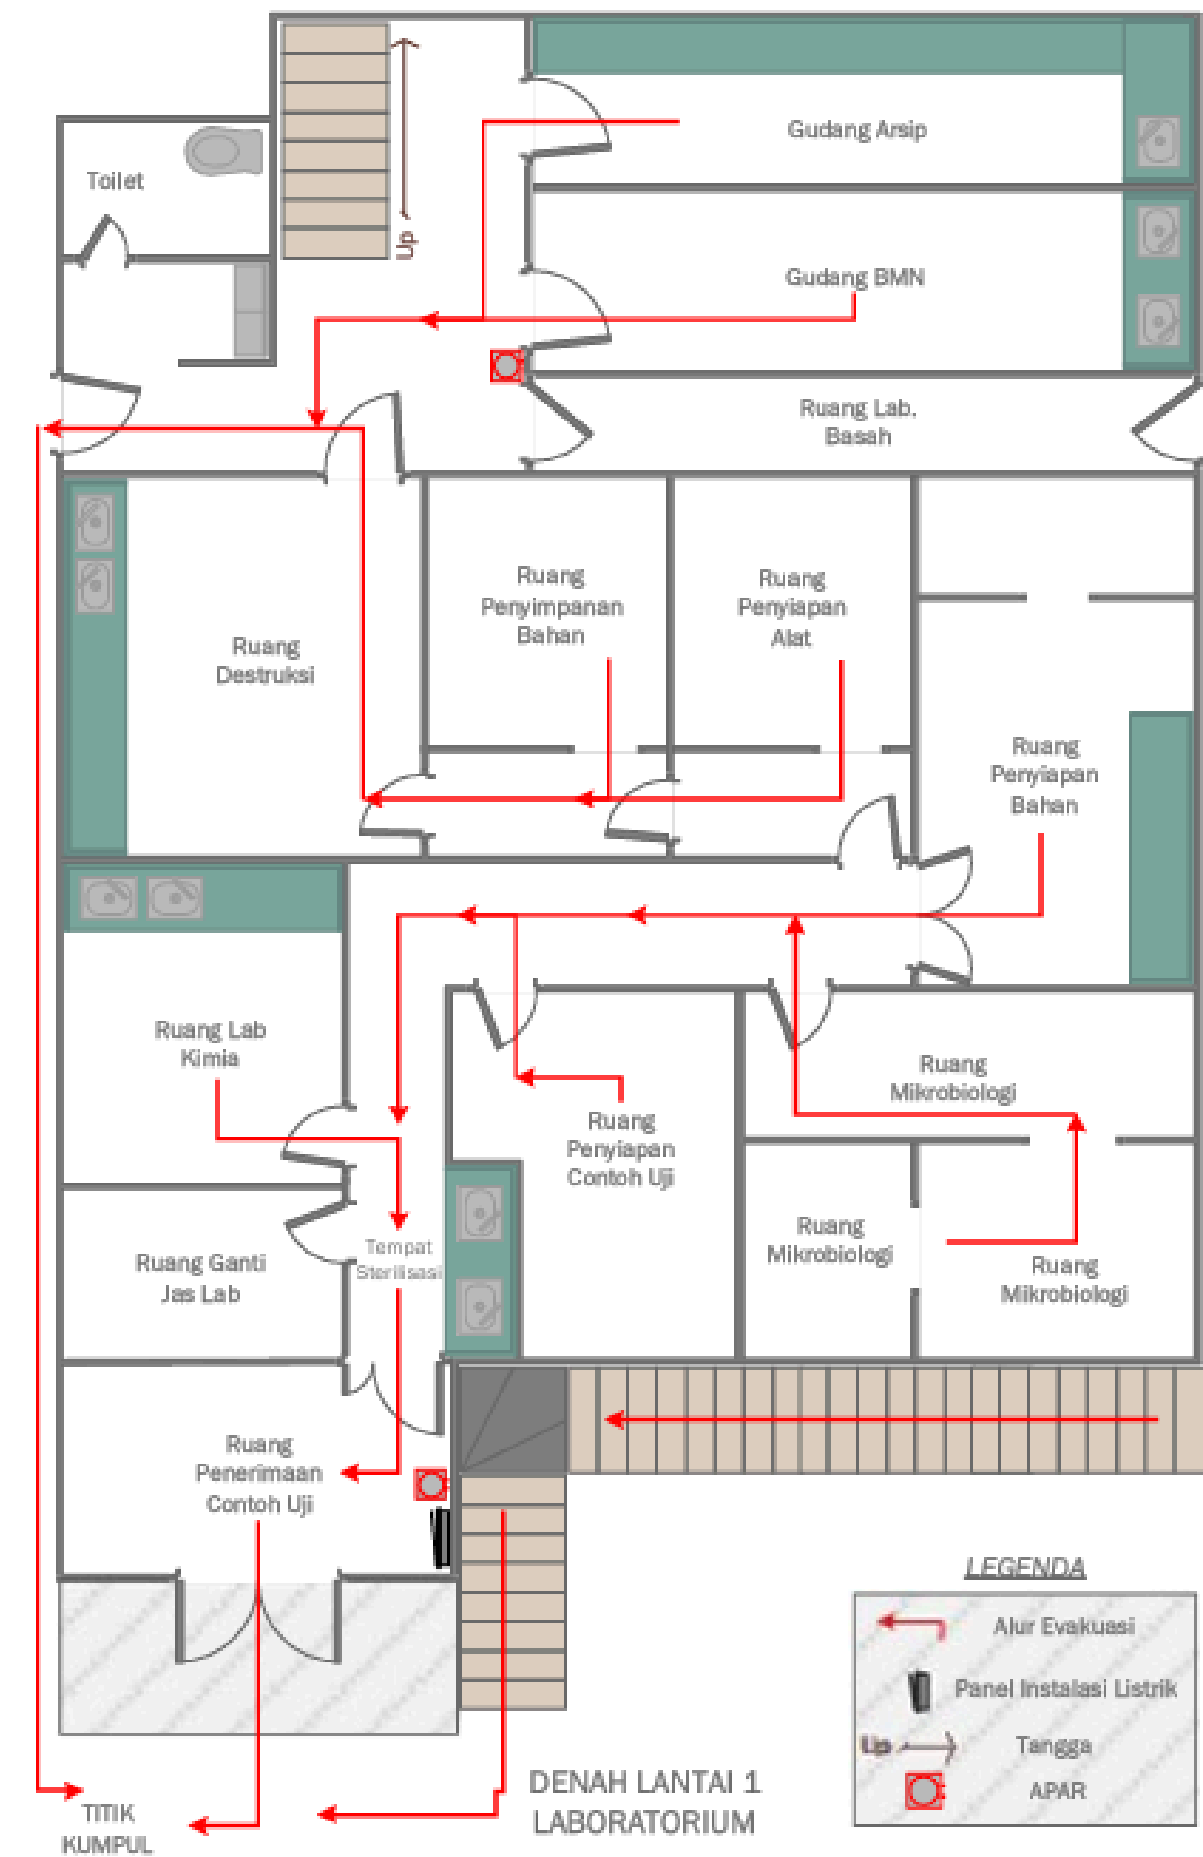 Gudang Arsip
Toilet
Up
Gudang BMN
Ruang Lab.
Basah
Ruang
Penyimpanan
Bahan
Ruang
Penyiapan
Alat
Ruang
Destruksi
Ruang
Penyiapan
Bahan
Ruang Lab
Kimia
Ruang
Mikrobiologi
Ruang
Penyiapan
Contoh Uji
Ruang
Mikrobiologi
Ruang
Mikrobiologi
Tempat
Sterilisasi
Ruang Ganti
Jas Lab
Ruang
Penerimaan
Contoh Uji
LEGENDA
Alur Evakuasi
Panel Instalasi Listrik
Up
Tangga
APAR
DENAH LANTAI 1
LABORATORIUM
TITIK
KUMPUL